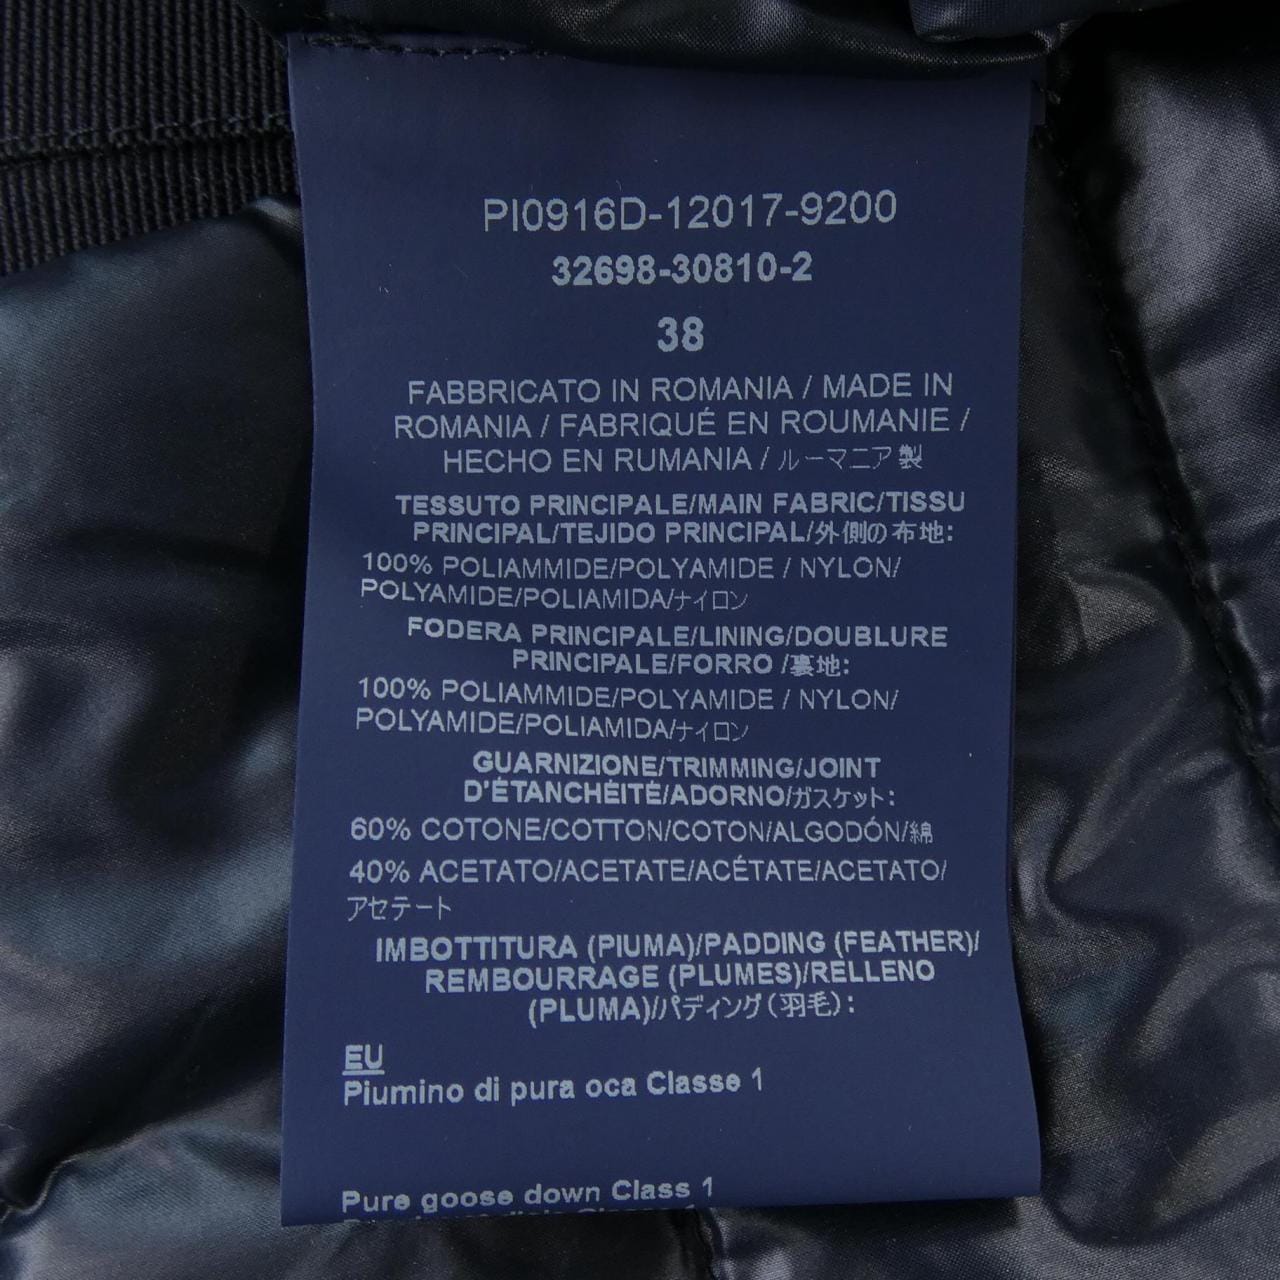 PI0916D-12017-9200
32698-30810-2
38
FABBRICATO IN ROMANIA / MADE IN
ROMANIA / FABRIQUÉ EN ROUMANIE /
HECHO EN RUMANIA / ルーマニア製
TESSUTO PRINCIPALE/MAIN FABRIC/TISSU
PRINCIPAL/TEJIDO PRINCIPAL/外側の布地:
100% POLIAMMIDE/POLYAMIDE / NYLON/
POLYAMIDE/POLIAMIDA/ナイロン
FODERA PRINCIPALE/LINING/DOUBLURE
PRINCIPALE/FORRO /裏地:
100% POLIAMMIDE/POLYAMIDE / NYLON/
POLYAMIDE/POLIAMIDA/ナイロン
GUARNIZIONE/TRIMMING/JOINT
D'ÉTANCHÉITÉ/ADORNO/ガスケット:
60% COTONE/COTTON/COTON/ALGODÓN/綿
40% ACETATO/ACETATE/ACÉTATE/ACETATO/
アセテート
IMBOTTITURA (PIUMA)/PADDING (FEATHER)/
REMBOURRAGE (PLUMES)/RELLENO
(PLUMA)/パディング(羽毛):
EU
Piumino di pura oca Classe 1
Pure goose down Class 1